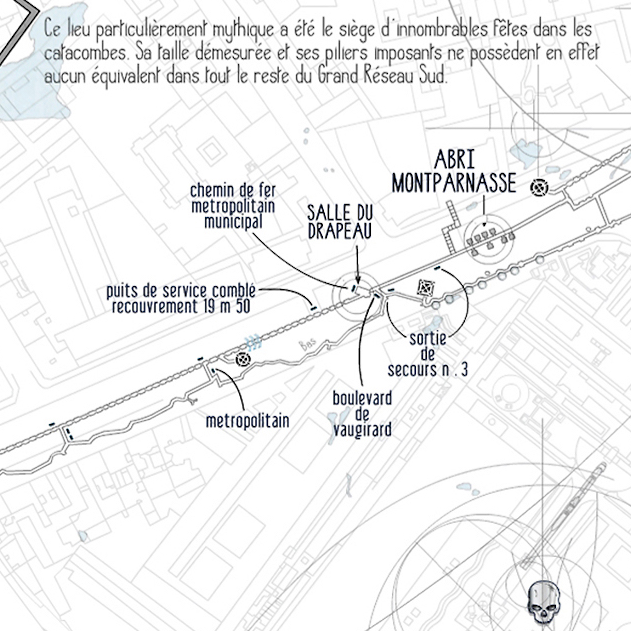 Ce lieu particulièrement mythique a été le siège d'innombrables fêtes dans les
catacombes. Sa taille démesurée et ses piliers imposants ne possèdent en effet
aucun équivalent dans tout le reste du Grand Réseau Sud.
ABRI
MONTPARNASSE
chemin de fer
metropolitain
municipal
SALLE DU
DRAPEAU
puits de service comble
recouvrement 19 m 50
Bas
sortie
de
secours n . 3
boulevard
de
vaugirard
metropolitain